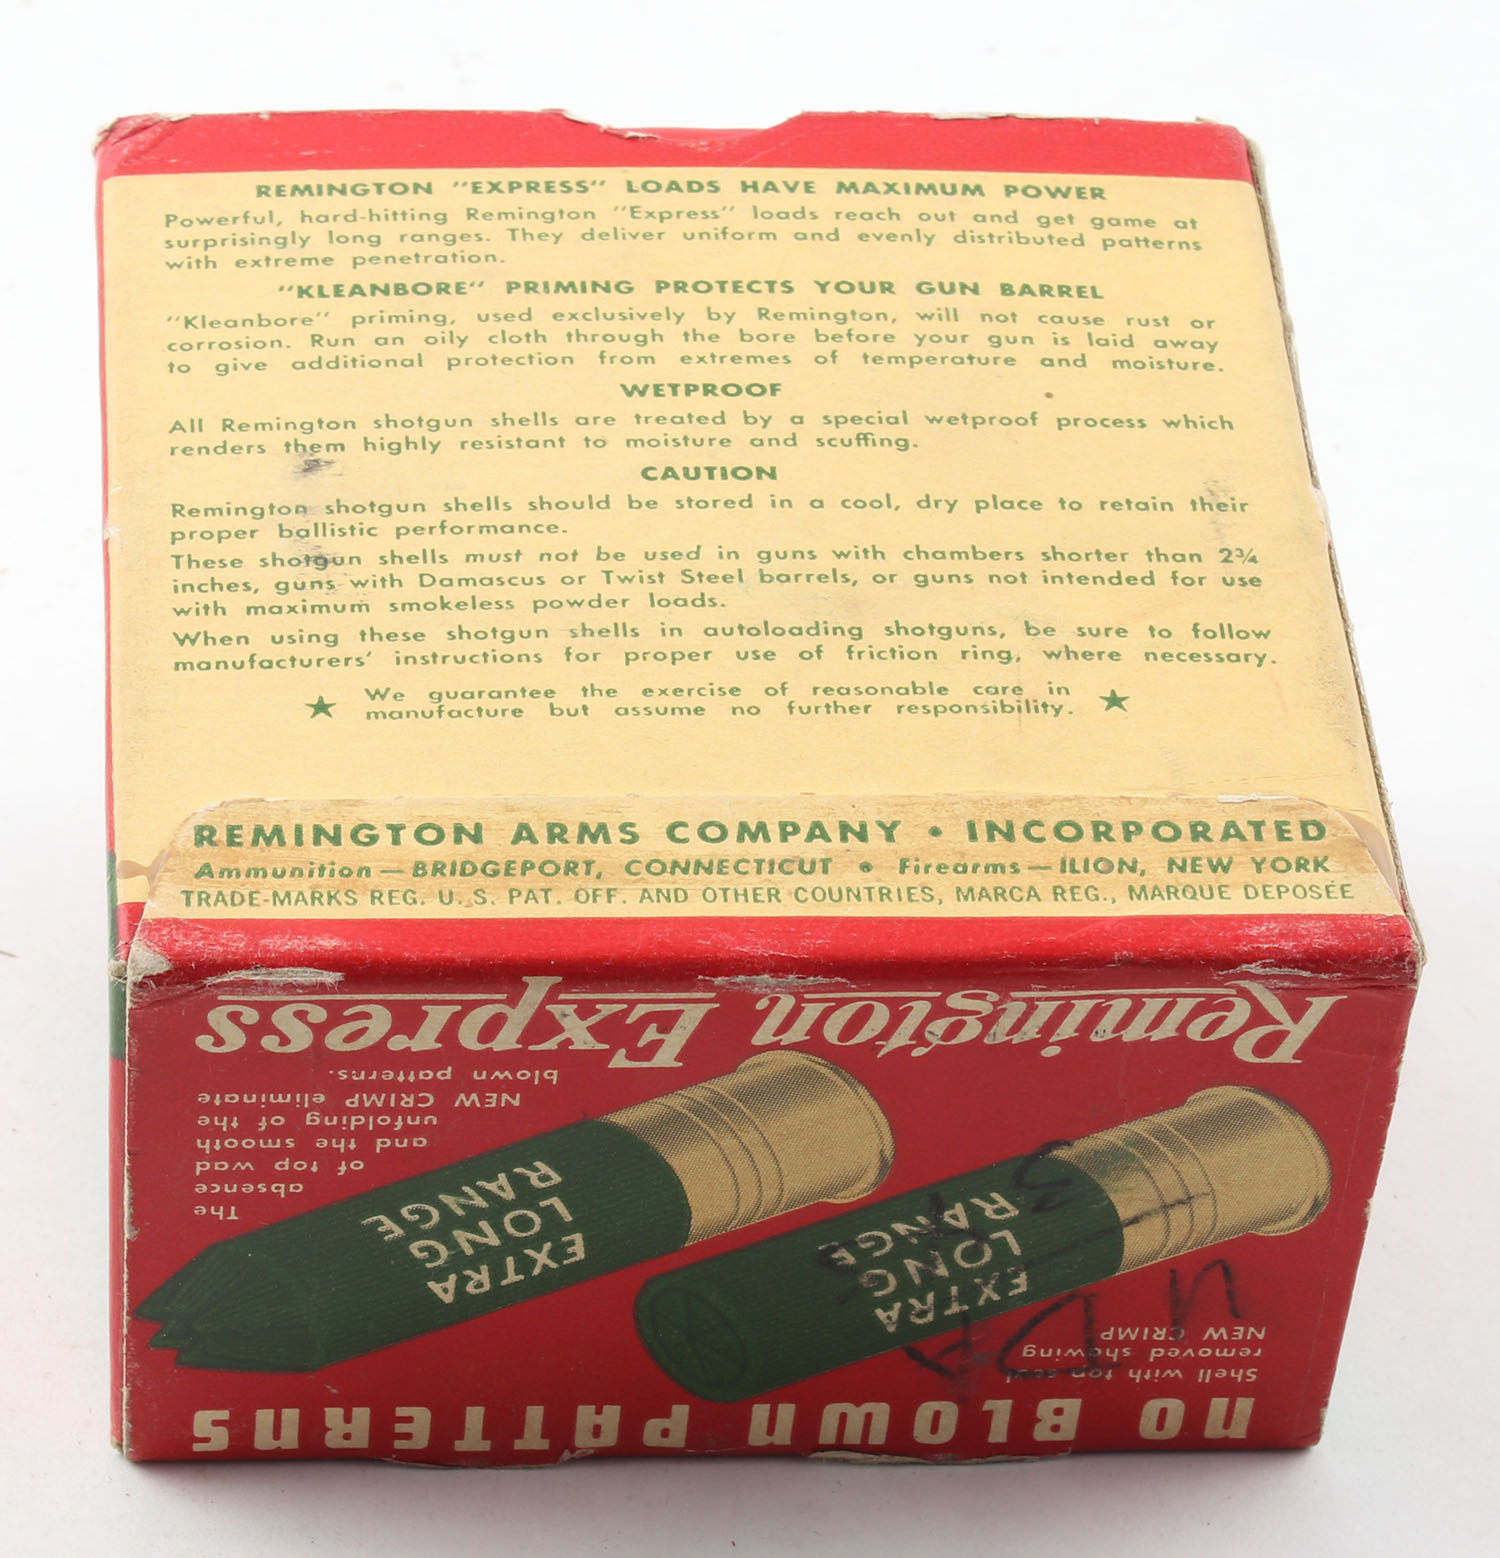 REMINGTON "EXPRESS" LOADS HAVE MAXIMUM POWER
Powerful, hard-hitting Remington "Express" loads reach out and get game at
surprisingly long ranges. They deliver uniform and evenly distributed patterns
with extreme penetration.
"KLEANBORE" PRIMING PROTECTS YOUR GUN BARREL
"Kleanbore" priming, used exclusively by Remington, will not cause rust or
corrosion. Run an oily cloth through the bore before your gun is laid away
to give additional protection from extremes of temperature and moisture.
WETPROOF
All Remington shotgun shells are treated by a special wetproof process which
renders them highly resistant to moisture and scuffing.
CAUTION
Remington shotgun shells should be stored in a cool, dry place to retain their
proper ballistic performance.
These shotgun shells must not be used in guns with chambers shorter than 2¾
inches, guns with Damascus or Twist Steel barrels, or guns not intended for use
with maximum smokeless powder loads.
When using these shotgun shells in autoloading shotguns, be sure to follow
manufacturers' instructions for proper use of friction ring, where necessary.
★ We guarantee the exercise of reasonable care in ★
manufacture but assume no further responsibility.
REMINGTON ARMS COMPANY • INCORPORATED
Ammunition — BRIDGEPORT, CONNECTICUT • Firearms — ILION, NEW YORK
TRADE-MARKS REG. U. S. PAT. OFF. AND OTHER COUNTRIES, MARCA REG., MARQUE DEPOSÉE
NO BLOWN PATTERNS
Shell with top seal
removed showing
NEW CRIMP
EXTRA
LONG
RANGE
EXTRA
LONG
RANGE
The
absence
of top wad
and the smooth
unfolding of the
NEW CRIMP eliminate
blown patterns.
Remington Express